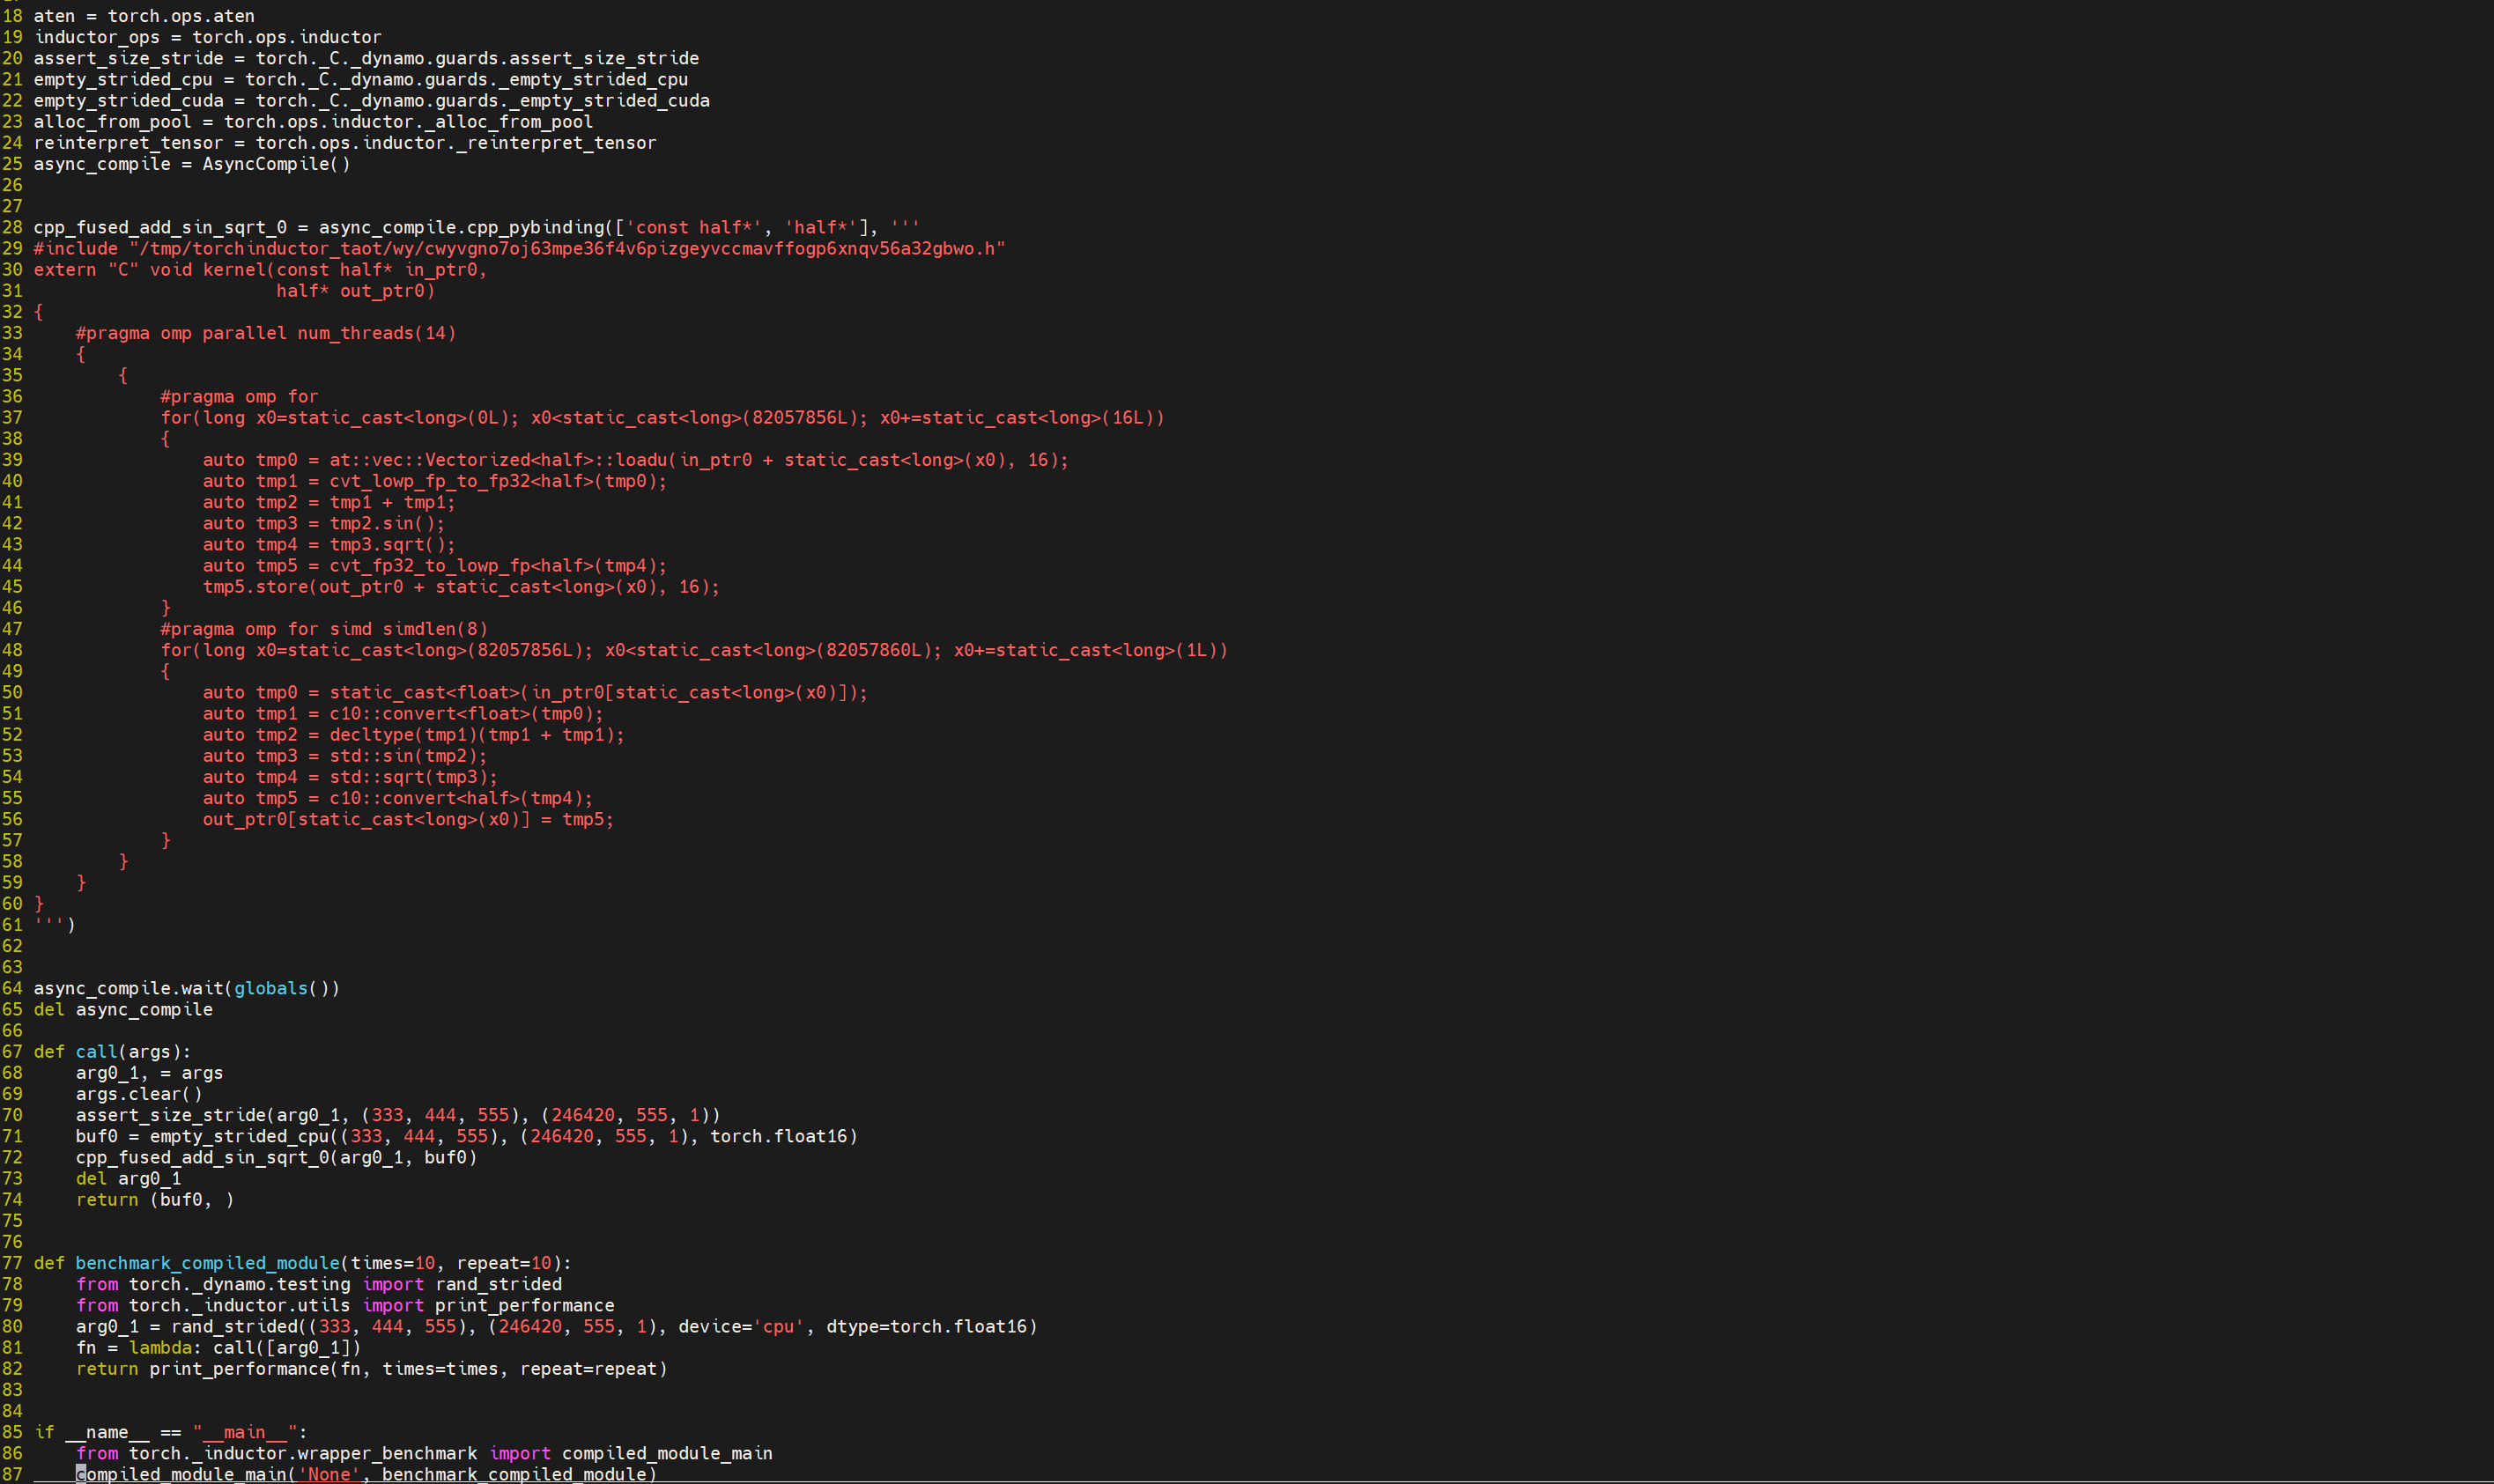 18 aten = torch.ops.aten
19 inductor_ops = torch.ops.inductor
20 assert_size_stride = torch._C._dynamo.guards.assert_size_stride
21 empty_strided_cpu = torch._C._dynamo.guards._empty_strided_cpu
22 empty_strided_cuda = torch._C._dynamo.guards._empty_strided_cuda
23 alloc_from_pool = torch.ops.inductor._alloc_from_pool
24 reinterpret_tensor = torch.ops.inductor._reinterpret_tensor
25 async_compile = AsyncCompile()
26
27
28 cpp_fused_add_sin_sqrt_0 = async_compile.cpp_pybinding(['const half*', 'half*'], '''
29 #include "/tmp/torchinductor_taot/wy/cwyvgno7oj63mpe36f4v6pizgeyvccmavffogp6xnqv56a32gbwo.h"
30 extern "C" void kernel(const half* in_ptr0,
31                        half* out_ptr0)
32 {
33     #pragma omp parallel num_threads(14)
34     {
35         {
36             #pragma omp for
37             for(long x0=static_cast<long>(0L); x0<static_cast<long>(82057856L); x0+=static_cast<long>(16L))
38             {
39                 auto tmp0 = at::vec::Vectorized<half>::loadu(in_ptr0 + static_cast<long>(x0), 16);
40                 auto tmp1 = cvt_lowp_fp_to_fp32<half>(tmp0);
41                 auto tmp2 = tmp1 + tmp1;
42                 auto tmp3 = tmp2.sin();
43                 auto tmp4 = tmp3.sqrt();
44                 auto tmp5 = cvt_fp32_to_lowp_fp<half>(tmp4);
45                 tmp5.store(out_ptr0 + static_cast<long>(x0), 16);
46             }
47             #pragma omp for simd simdlen(8)
48             for(long x0=static_cast<long>(82057856L); x0<static_cast<long>(82057860L); x0+=static_cast<long>(1L))
49             {
50                 auto tmp0 = static_cast<float>(in_ptr0[static_cast<long>(x0)]);
51                 auto tmp1 = c10::convert<float>(tmp0);
52                 auto tmp2 = decltype(tmp1)(tmp1 + tmp1);
53                 auto tmp3 = std::sin(tmp2);
54                 auto tmp4 = std::sqrt(tmp3);
55                 auto tmp5 = c10::convert<half>(tmp4);
56                 out_ptr0[static_cast<long>(x0)] = tmp5;
57             }
58         }
59     }
60 }
61 ''')
62
63
64 async_compile.wait(globals())
65 del async_compile
66
67 def call(args):
68     arg0_1, = args
69     args.clear()
70     assert_size_stride(arg0_1, (333, 444, 555), (246420, 555, 1))
71     buf0 = empty_strided_cpu((333, 444, 555), (246420, 555, 1), torch.float16)
72     cpp_fused_add_sin_sqrt_0(arg0_1, buf0)
73     del arg0_1
74     return (buf0, )
75
76
77 def benchmark_compiled_module(times=10, repeat=10):
78     from torch._dynamo.testing import rand_strided
79     from torch._inductor.utils import print_performance
80     arg0_1 = rand_strided((333, 444, 555), (246420, 555, 1), device='cpu', dtype=torch.float16)
81     fn = lambda: call([arg0_1])
82     return print_performance(fn, times=times, repeat=repeat)
83
84
85 if __name__ == "__main__":
86     from torch._inductor.wrapper_benchmark import compiled_module_main
87     compiled_module_main('None', benchmark_compiled_module)